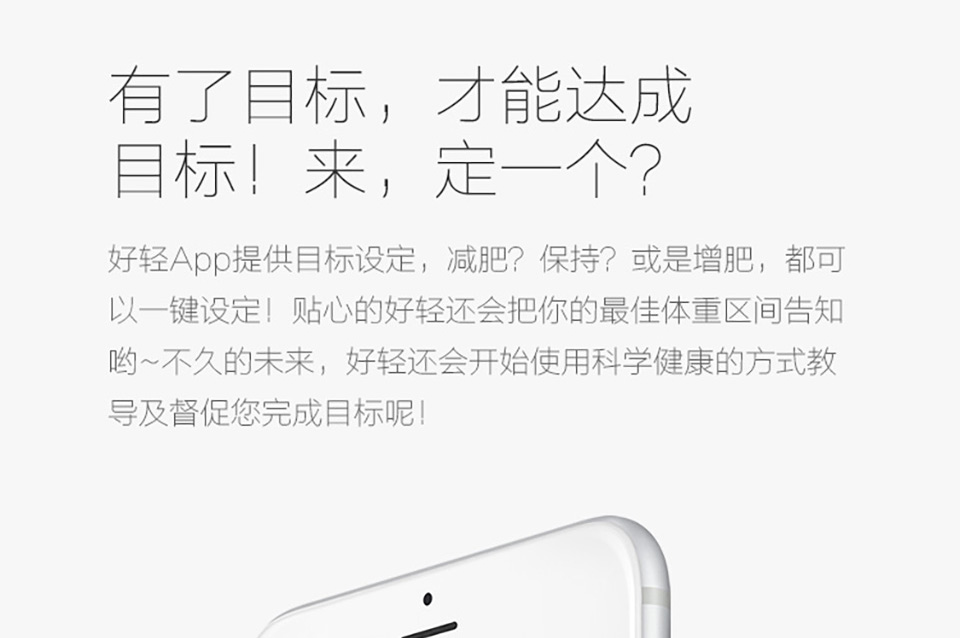 有了目标，才能达成
目标！来，定一个？
好轻App提供目标设定，减肥？保持？或是增肥，都可
以一键设定！贴心的好轻还会把你的最佳体重区间告知
哟~不久的未来，好轻还会开始使用科学健康的方式教
导及督促您完成目标呢！